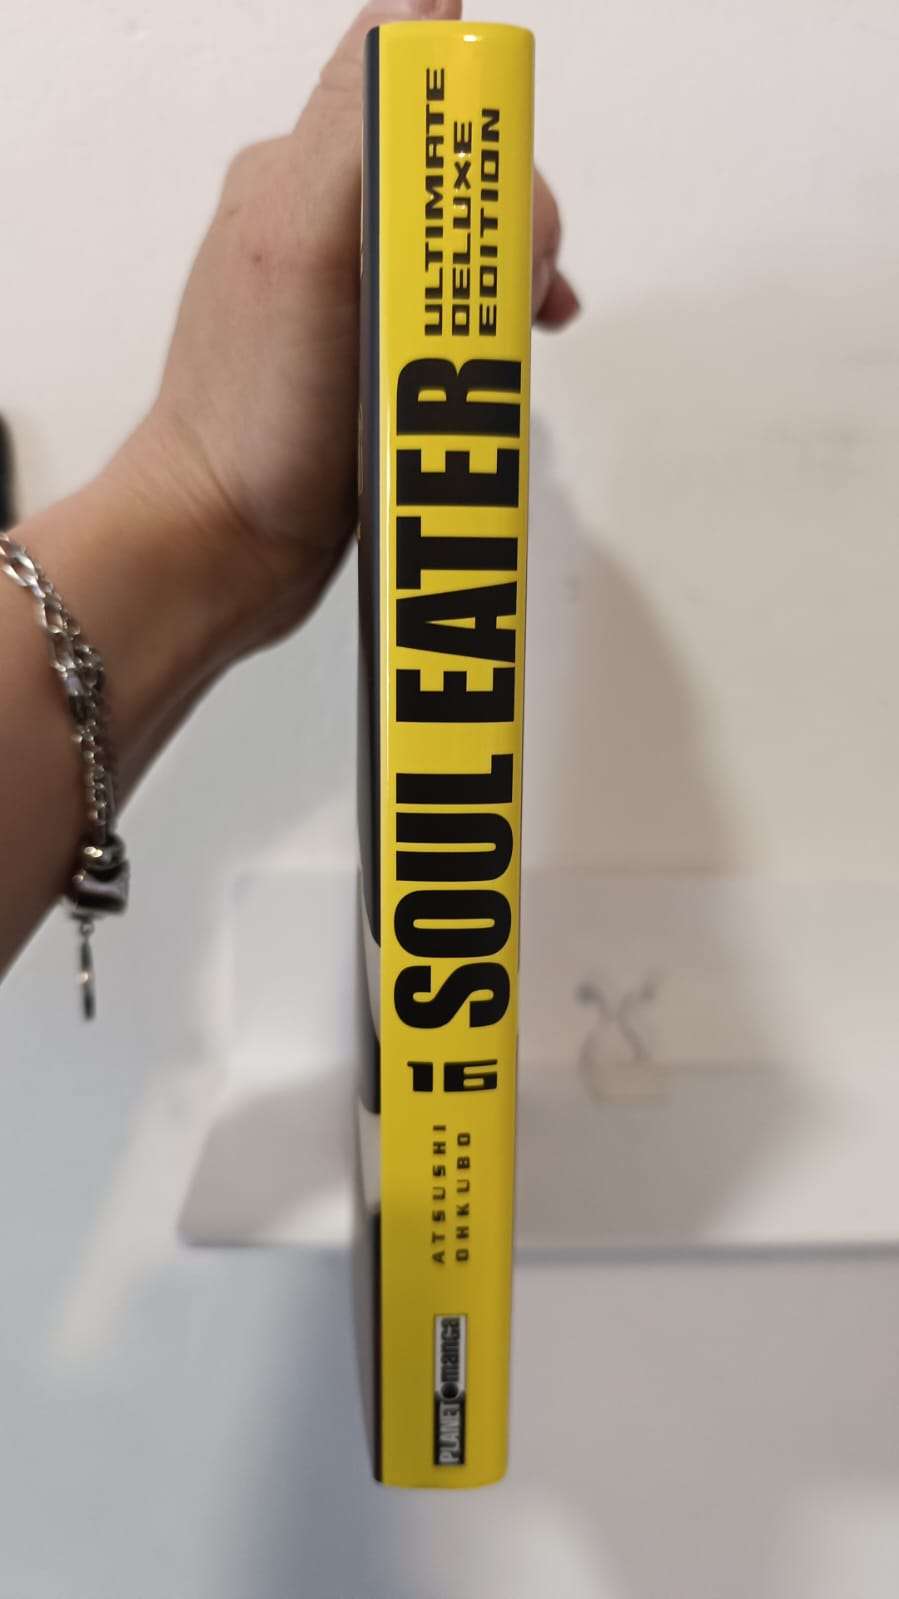 ULTIMATE
DELUXE
EDITION
SOUL EATER
16
ATSUSHI
OHKUBO
PLANET manga